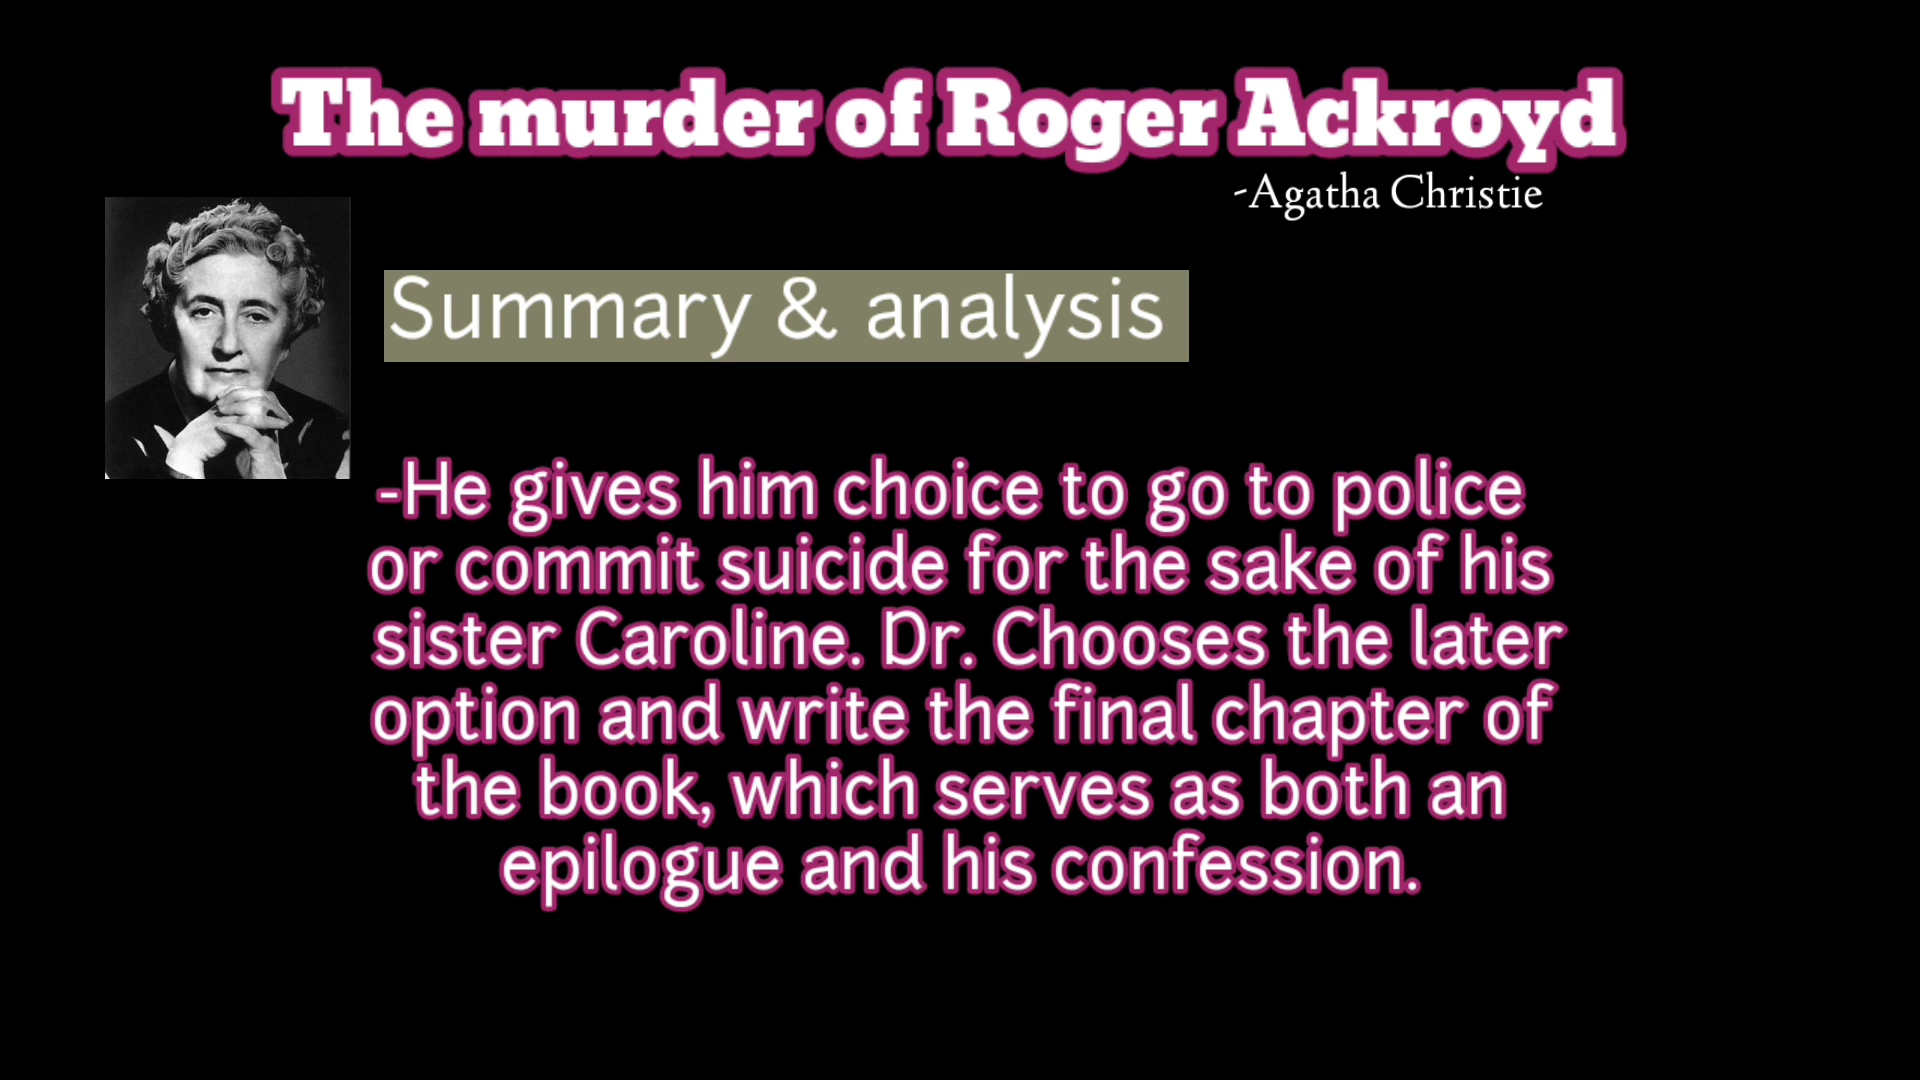 The murder of Roger Ackroyd
-Agatha Christie
Summary & analysis
-He gives him choice to go to police
or commit suicide for the sake of his
sister Caroline. Dr. Chooses the later
option and write the final chapter of
the book, which serves as both an
epilogue and his confession.